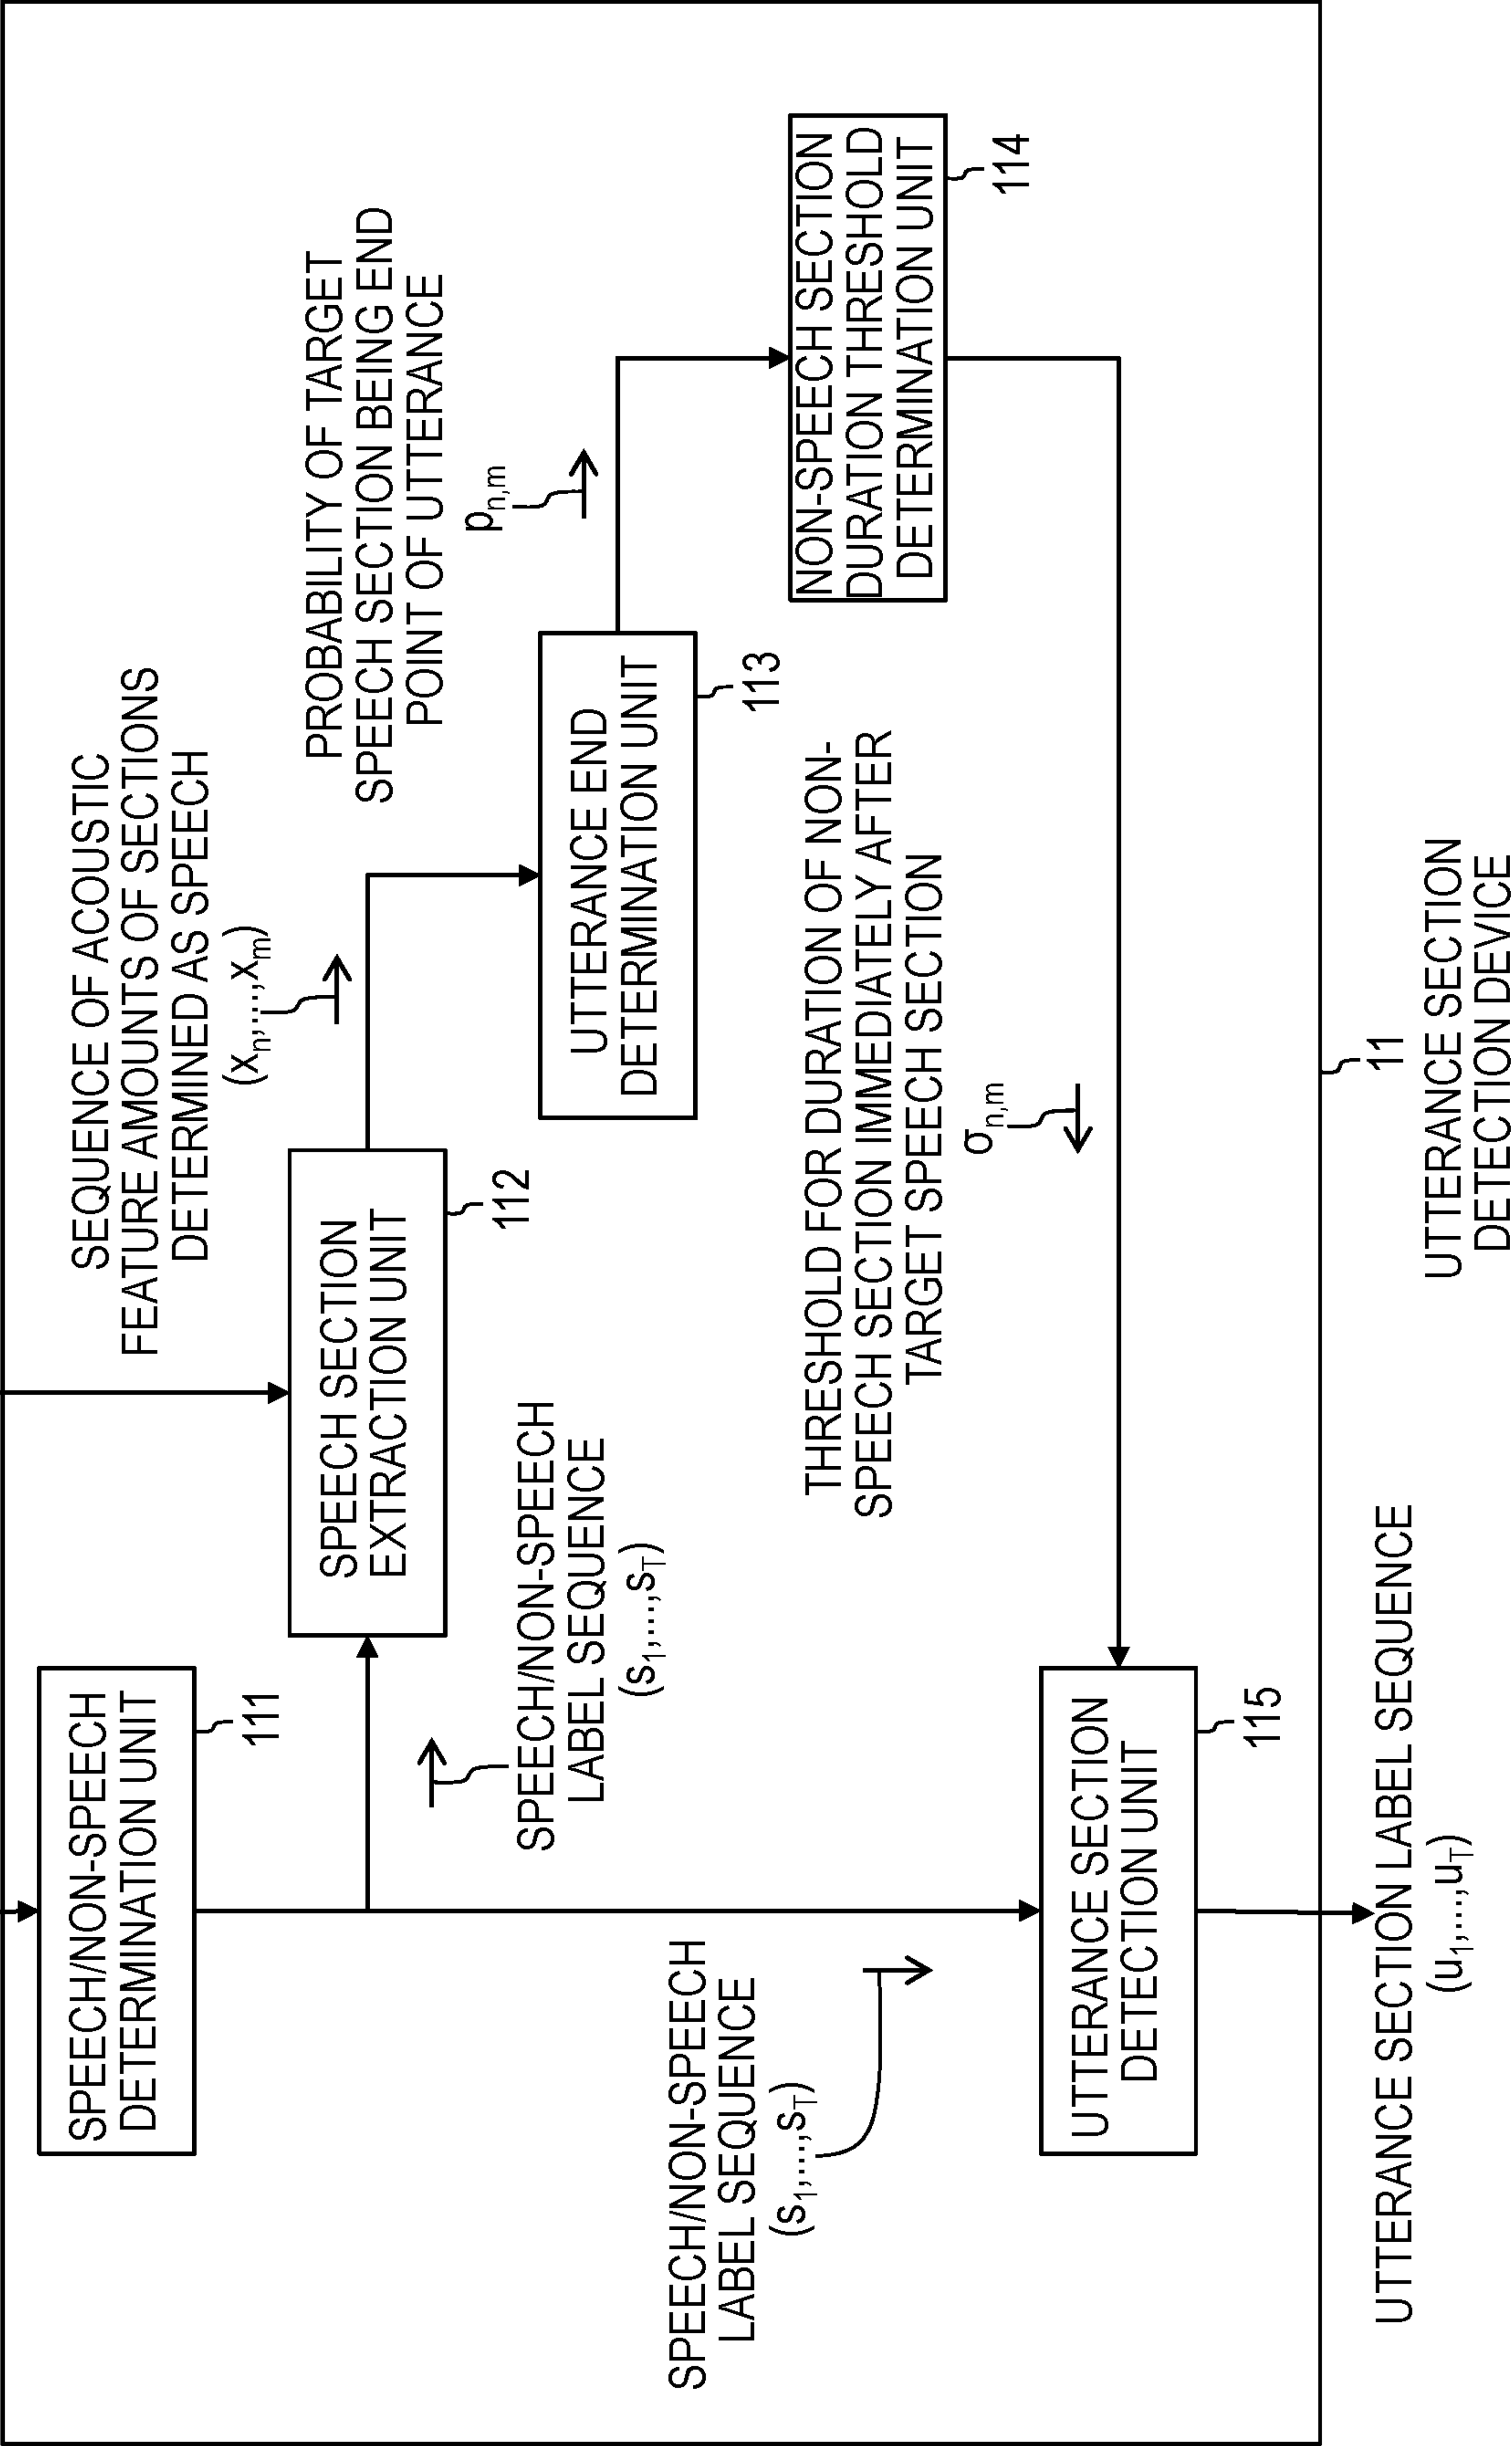 SPEECH/NON-SPEECH
DETERMINATION UNIT
111
SEQUENCE OF ACOUSTIC
FEATURE AMOUNTS OF SECTIONS
DETERMINED AS SPEECH
(xn,...,xm)
SPEECH SECTION
EXTRACTION UNIT
112
SPEECH/NON-SPEECH
LABEL SEQUENCE
(s1,...,sT)
PROBABILITY OF TARGET
SPEECH SECTION BEING END
POINT OF UTTERANCE
pn,m
UTTERANCE END
DETERMINATION UNIT
113
NON-SPEECH SECTION
DURATION THRESHOLD
DETERMINATION UNIT
114
THRESHOLD FOR DURATION OF NON-
SPEECH SECTION IMMEDIATELY AFTER
TARGET SPEECH SECTION
σn,m
SPEECH/NON-SPEECH
LABEL SEQUENCE
(s1,...,sT)
UTTERANCE SECTION
DETECTION UNIT
115
UTTERANCE SECTION LABEL SEQUENCE
(u1,...,uT)
11
UTTERANCE SECTION
DETECTION DEVICE